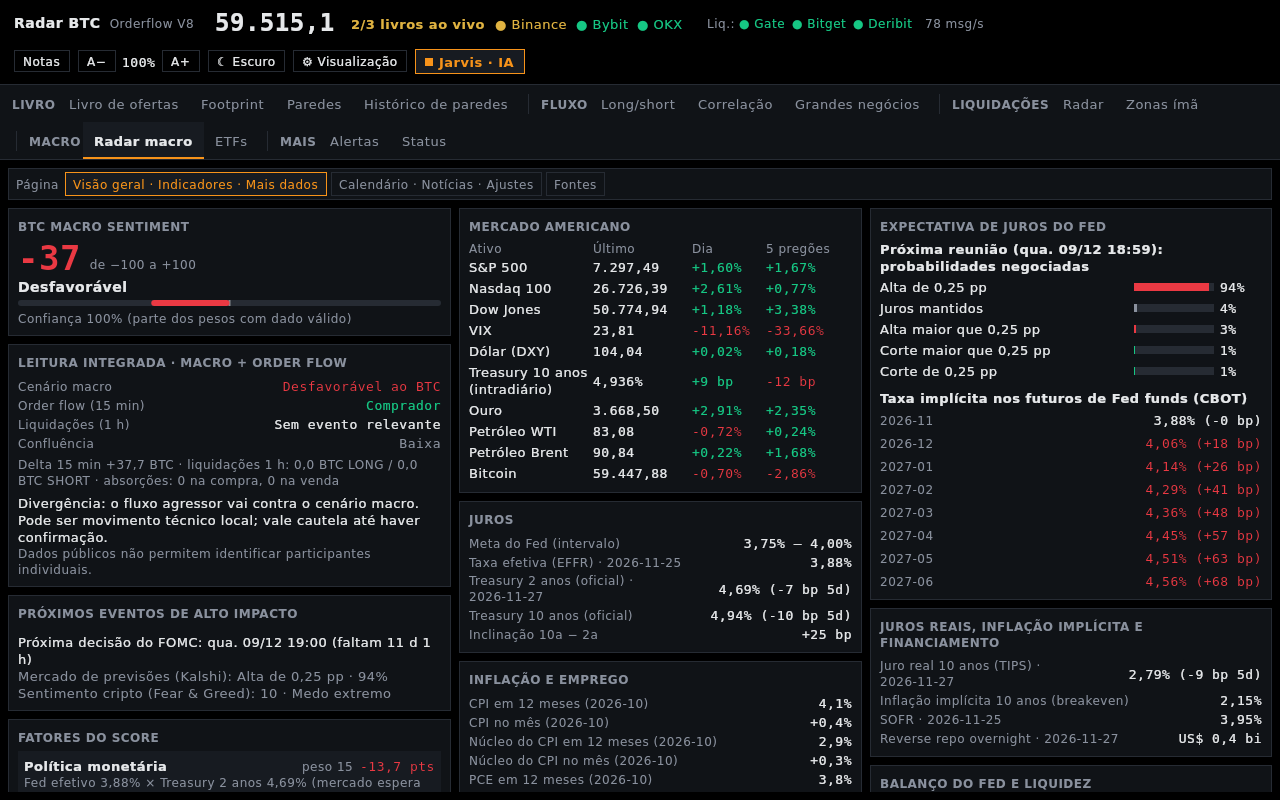 Radar BTC Orderflow V8 59.515,1 2/3 livros ao vivo Binance Bybit OKX Liq.: Gate Bitget Deribit 78 msg/s
Notas A− 100% A+ ☾ Escuro ⚙ Visualização Jarvis · IA
LIVRO Livro de ofertas Footprint Paredes Histórico de paredes FLUXO Long/short Correlação Grandes negócios LIQUIDAÇÕES Radar Zonas ímã
MACRO Radar macro ETFs MAIS Alertas Status
Página Visão geral · Indicadores · Mais dados Calendário · Notícias · Ajustes Fontes
BTC MACRO SENTIMENT
-37 de −100 a +100
Desfavorável
Confiança 100% (parte dos pesos com dado válido)
LEITURA INTEGRADA · MACRO + ORDER FLOW
Cenário macro Desfavorável ao BTC
Order flow (15 min) Comprador
Liquidações (1 h) Sem evento relevante
Confluência Baixa
Delta 15 min +37,7 BTC · liquidações 1 h: 0,0 BTC LONG / 0,0
BTC SHORT · absorções: 0 na compra, 0 na venda
Divergência: o fluxo agressor vai contra o cenário macro.
Pode ser movimento técnico local; vale cautela até haver
confirmação.
Dados públicos não permitem identificar participantes
individuais.
PRÓXIMOS EVENTOS DE ALTO IMPACTO
Próxima decisão do FOMC: qua. 09/12 19:00 (faltam 11 d 1
h)
Mercado de previsões (Kalshi): Alta de 0,25 pp · 94%
Sentimento cripto (Fear & Greed): 10 · Medo extremo
FATORES DO SCORE
Política monetária peso 15 -13,7 pts
Fed efetivo 3,88% × Treasury 2 anos 4,69% (mercado espera
MERCADO AMERICANO
Ativo Último Dia 5 pregões
S&P 500 7.297,49 +1,60% +1,67%
Nasdaq 100 26.726,39 +2,61% +0,77%
Dow Jones 50.774,94 +1,18% +3,38%
VIX 23,81 -11,16% -33,66%
Dólar (DXY) 104,04 +0,02% +0,18%
Treasury 10 anos
(intradiário) 4,936% +9 bp -12 bp
Ouro 3.668,50 +2,91% +2,35%
Petróleo WTI 83,08 -0,72% +0,24%
Petróleo Brent 90,84 +0,22% +1,68%
Bitcoin 59.447,88 -0,70% -2,86%
JUROS
Meta do Fed (intervalo) 3,75% – 4,00%
Taxa efetiva (EFFR) · 2026-11-25 3,88%
Treasury 2 anos (oficial) ·
2026-11-27 4,69% (-7 bp 5d)
Treasury 10 anos (oficial) 4,94% (-10 bp 5d)
Inclinação 10a − 2a +25 bp
INFLAÇÃO E EMPREGO
CPI em 12 meses (2026-10) 4,1%
CPI no mês (2026-10) +0,4%
Núcleo do CPI em 12 meses (2026-10) 2,9%
Núcleo do CPI no mês (2026-10) +0,3%
PCE em 12 meses (2026-10) 3,8%
EXPECTATIVA DE JUROS DO FED
Próxima reunião (qua. 09/12 18:59):
probabilidades negociadas
Alta de 0,25 pp 94%
Juros mantidos 4%
Alta maior que 0,25 pp 3%
Corte maior que 0,25 pp 1%
Corte de 0,25 pp 1%
Taxa implícita nos futuros de Fed funds (CBOT)
2026-11 3,88% (-0 bp)
2026-12 4,06% (+18 bp)
2027-01 4,14% (+26 bp)
2027-02 4,29% (+41 bp)
2027-03 4,36% (+48 bp)
2027-04 4,45% (+57 bp)
2027-05 4,51% (+63 bp)
2027-06 4,56% (+68 bp)
JUROS REAIS, INFLAÇÃO IMPLÍCITA E
FINANCIAMENTO
Juro real 10 anos (TIPS) ·
2026-11-27 2,79% (-9 bp 5d)
Inflação implícita 10 anos (breakeven) 2,15%
SOFR · 2026-11-25 3,95%
Reverse repo overnight · 2026-11-27 US$ 0,4 bi
BALANÇO DO FED E LIQUIDEZ